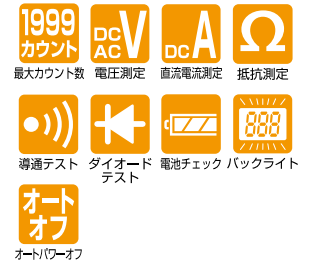 1999
カウント
最大カウント数
DC
AC V
電圧測定
DC A
直流電流測定
Ω
抵抗測定
導通テスト
ダイオード
テスト
電池チェック
888
バックライト
オート
オフ
オートパワーオフ